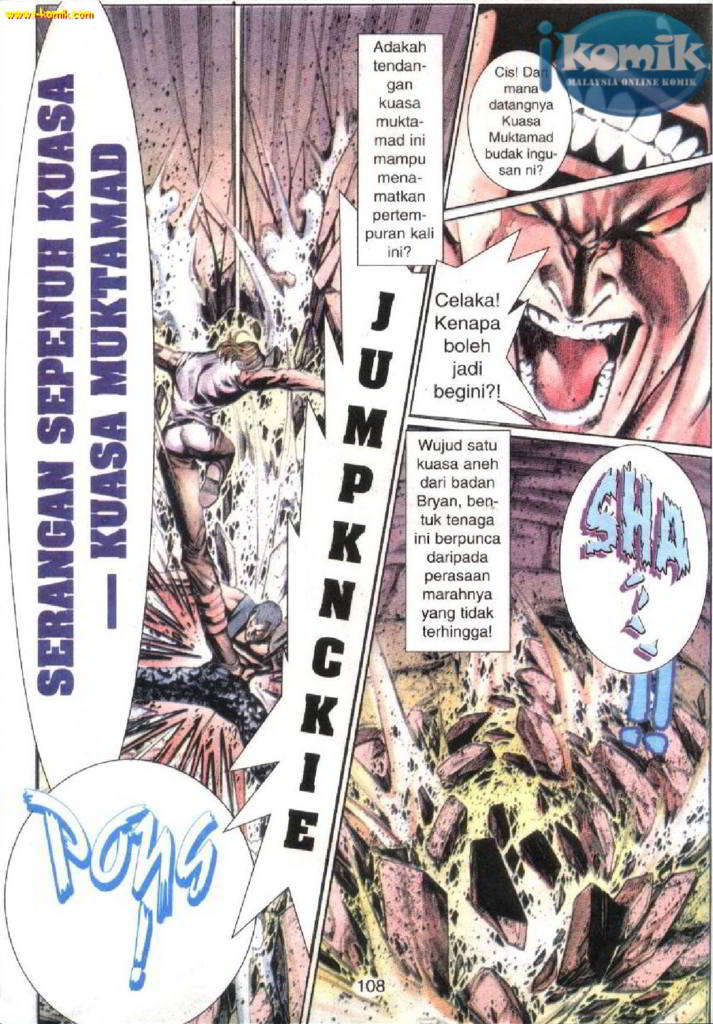 www.i-komik.com
ikomik
MALAYSIA ONLINE KOMIK
SERANGAN SEPENUH KUASA
— KUASA MUKTAMAD
Adakah
tendan-
gan
kuasa
mukta-
mad ini
mampu
mena-
matkan
pertem-
puran kali
ini?
JUMPKNCKIE
PONG!
Cis! Dari
mana
datangnya
Kuasa
Muktamad
budak ingu-
san ni?
Celaka!
Kenapa
boleh
jadi
begini?!
Wujud satu
kuasa aneh
dari badan
Bryan, ben-
tuk tenaga
ini berpunca
daripada
perasaan
marahnya
yang tidak
terhingga!
SHA
!!
108